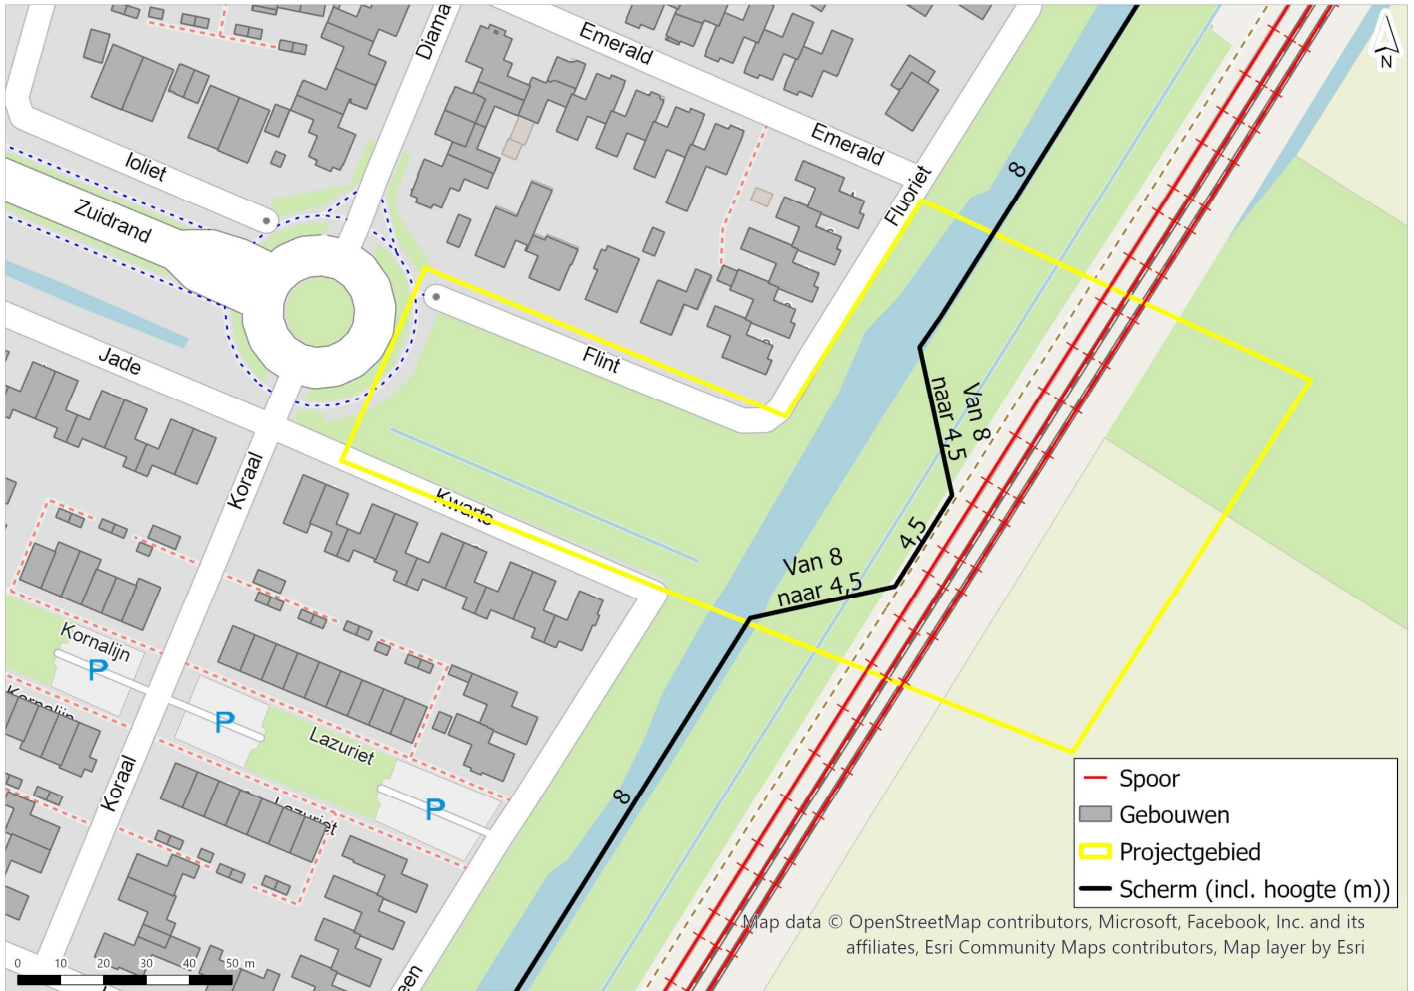 Diama
Emerald
N
Emerald
Ioliet
Fluoriet
8
Zuidrand
Jade
Flint
Van 8
naar 4,5
Koraal
Kwarts
4,5
Van 8
naar 4,5
Kornalijn
P
Kornalijn
P
Lazuriet
Koraal
8
P
Lazuriet
Spoor
Gebouwen
Projectgebied
Scherm (incl. hoogte (m))
Map data © OpenStreetMap contributors, Microsoft, Facebook, Inc. and its
affiliates, Esri Community Maps contributors, Map layer by Esri
0 10 20 30 40 50 m
een